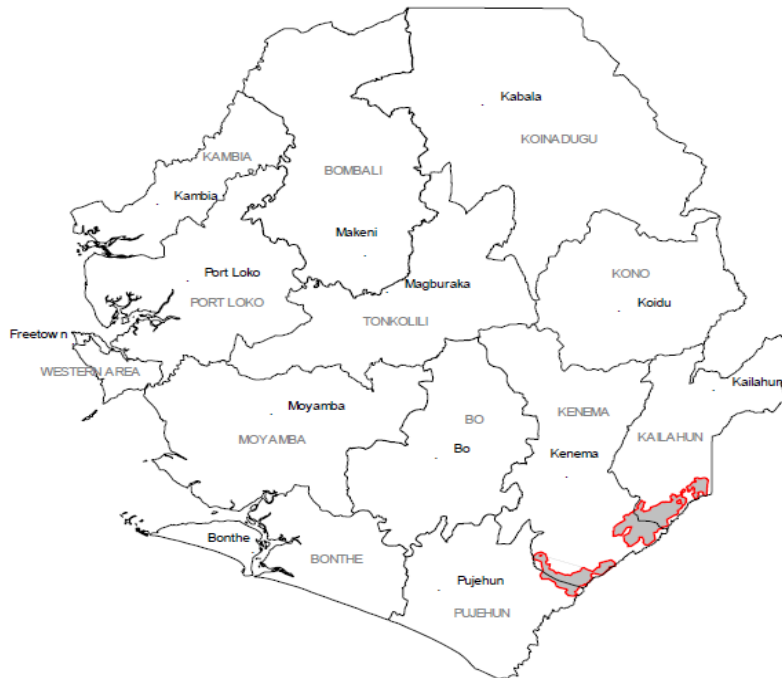 Kabala
KOINADUGU
KAMBIA
BOMBALI
Kambia
Makeni
Port Loko
KONO
Magburaka
PORT LOKO
Koidu
TONKOLILI
Freetown
WESTERN AREA
Kailahun
Moyamba
KENEMA
BO
MOYAMBA
KAILAHUN
Bo
Kenema
Bonthe
BONTHE
Pujehun
PUJEHUN